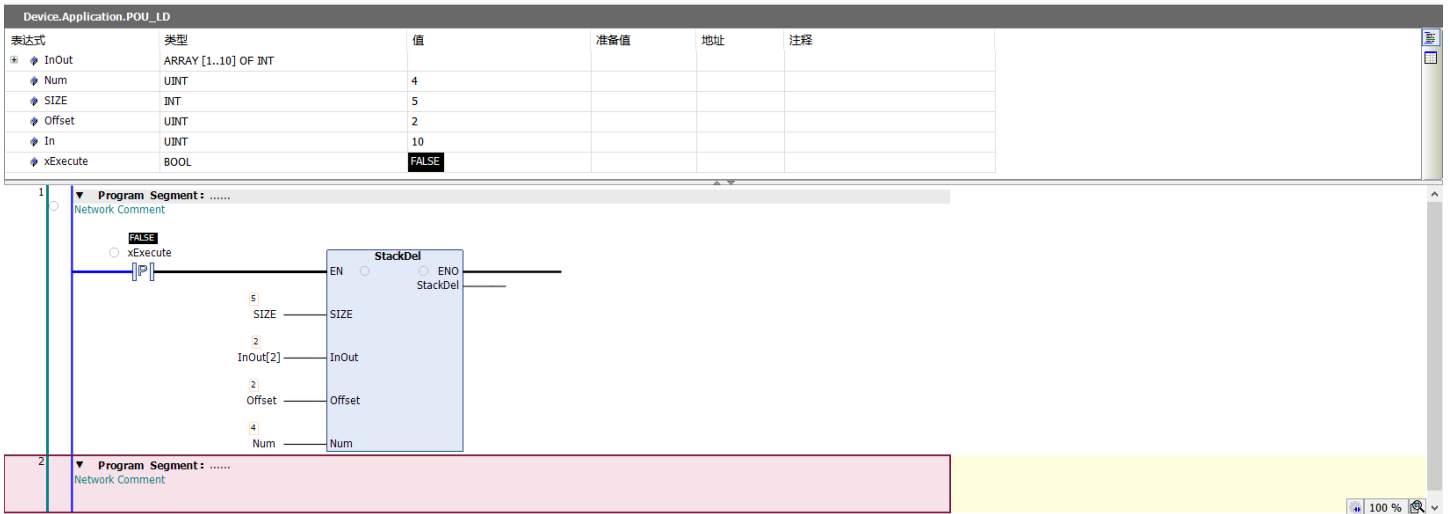 Device.Application.POU_LD
表达式 类型 值 准备值 地址 注释
InOut ARRAY [1..10] OF INT
Num UINT 4
SIZE INT 5
Offset UINT 2
In UINT 10
xExecute BOOL FALSE
1 Program Segment: ......
Network Comment
FALSE
xExecute
P
StackDel
EN ENO
StackDel
5
SIZE SIZE
2
InOut[2] InOut
2
Offset Offset
4
Num Num
2 Program Segment: ......
Network Comment
100 %